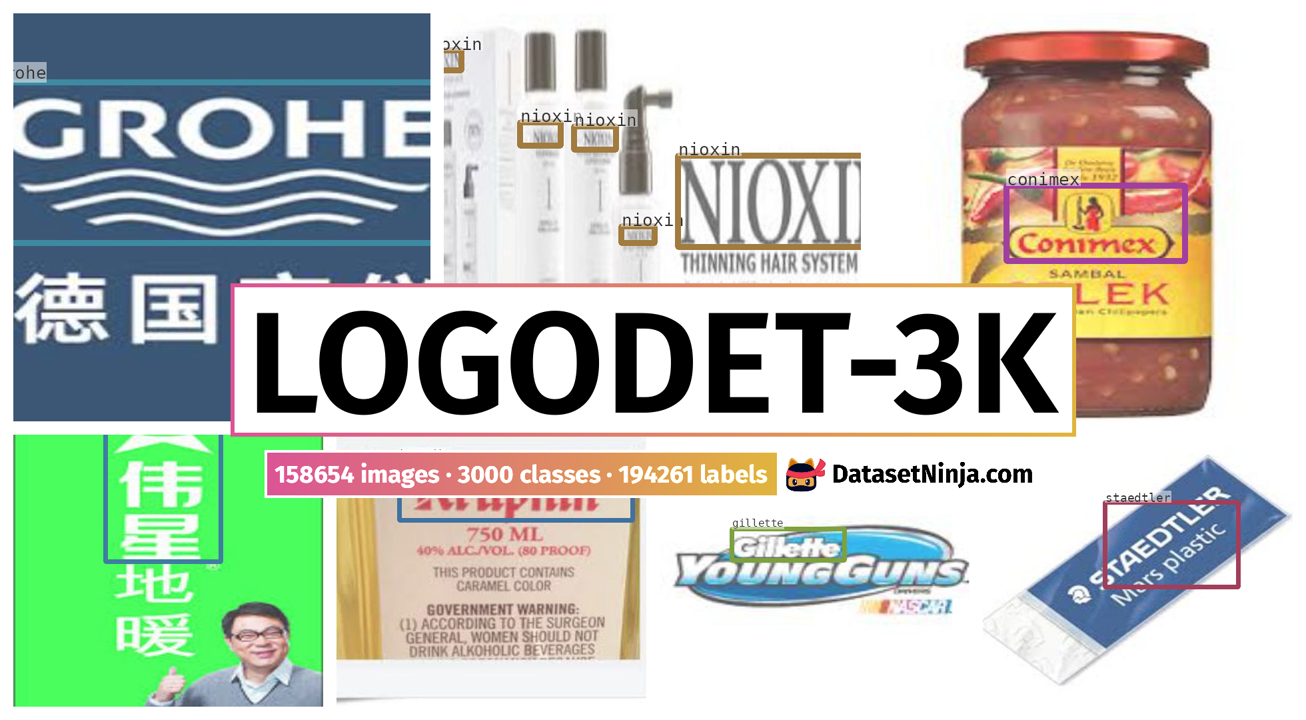 rohe
GROHE
德国
oxin
nioxin
nioxin
nioxin
nioxin
NIOXI
THINNING HAIR SYSTEM
conimex
Conimex
SAMBAL
LEK
LOGODET-3K
158654 images · 3000 classes · 194261 labels
DatasetNinja.com
伟
星
地
暖
750 ML
40% ALC./VOL. (80 PROOF)
THIS PRODUCT CONTAINS
CARAMEL COLOR
GOVERNMENT WARNING:
(1) ACCORDING TO THE SURGEON
GENERAL, WOMEN SHOULD NOT
DRINK ALCOHOLIC BEVERAGES
gillette
Gillette
YOUNGGUNS
DRIVERS
NASCAR
staedtler
STAEDTLER
Mars plastic